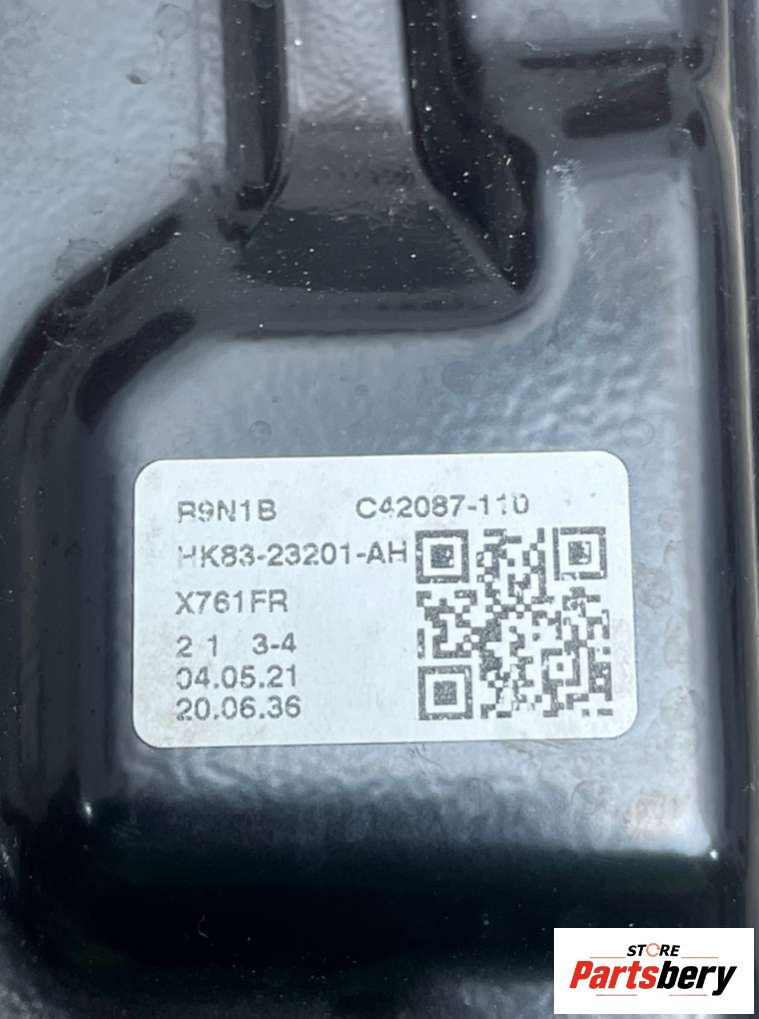 R9N1B C42087-110
HK83-23201-AH
X761FR
2 1 3-4
04.05.21
20.06.36
STORE
Partsbery